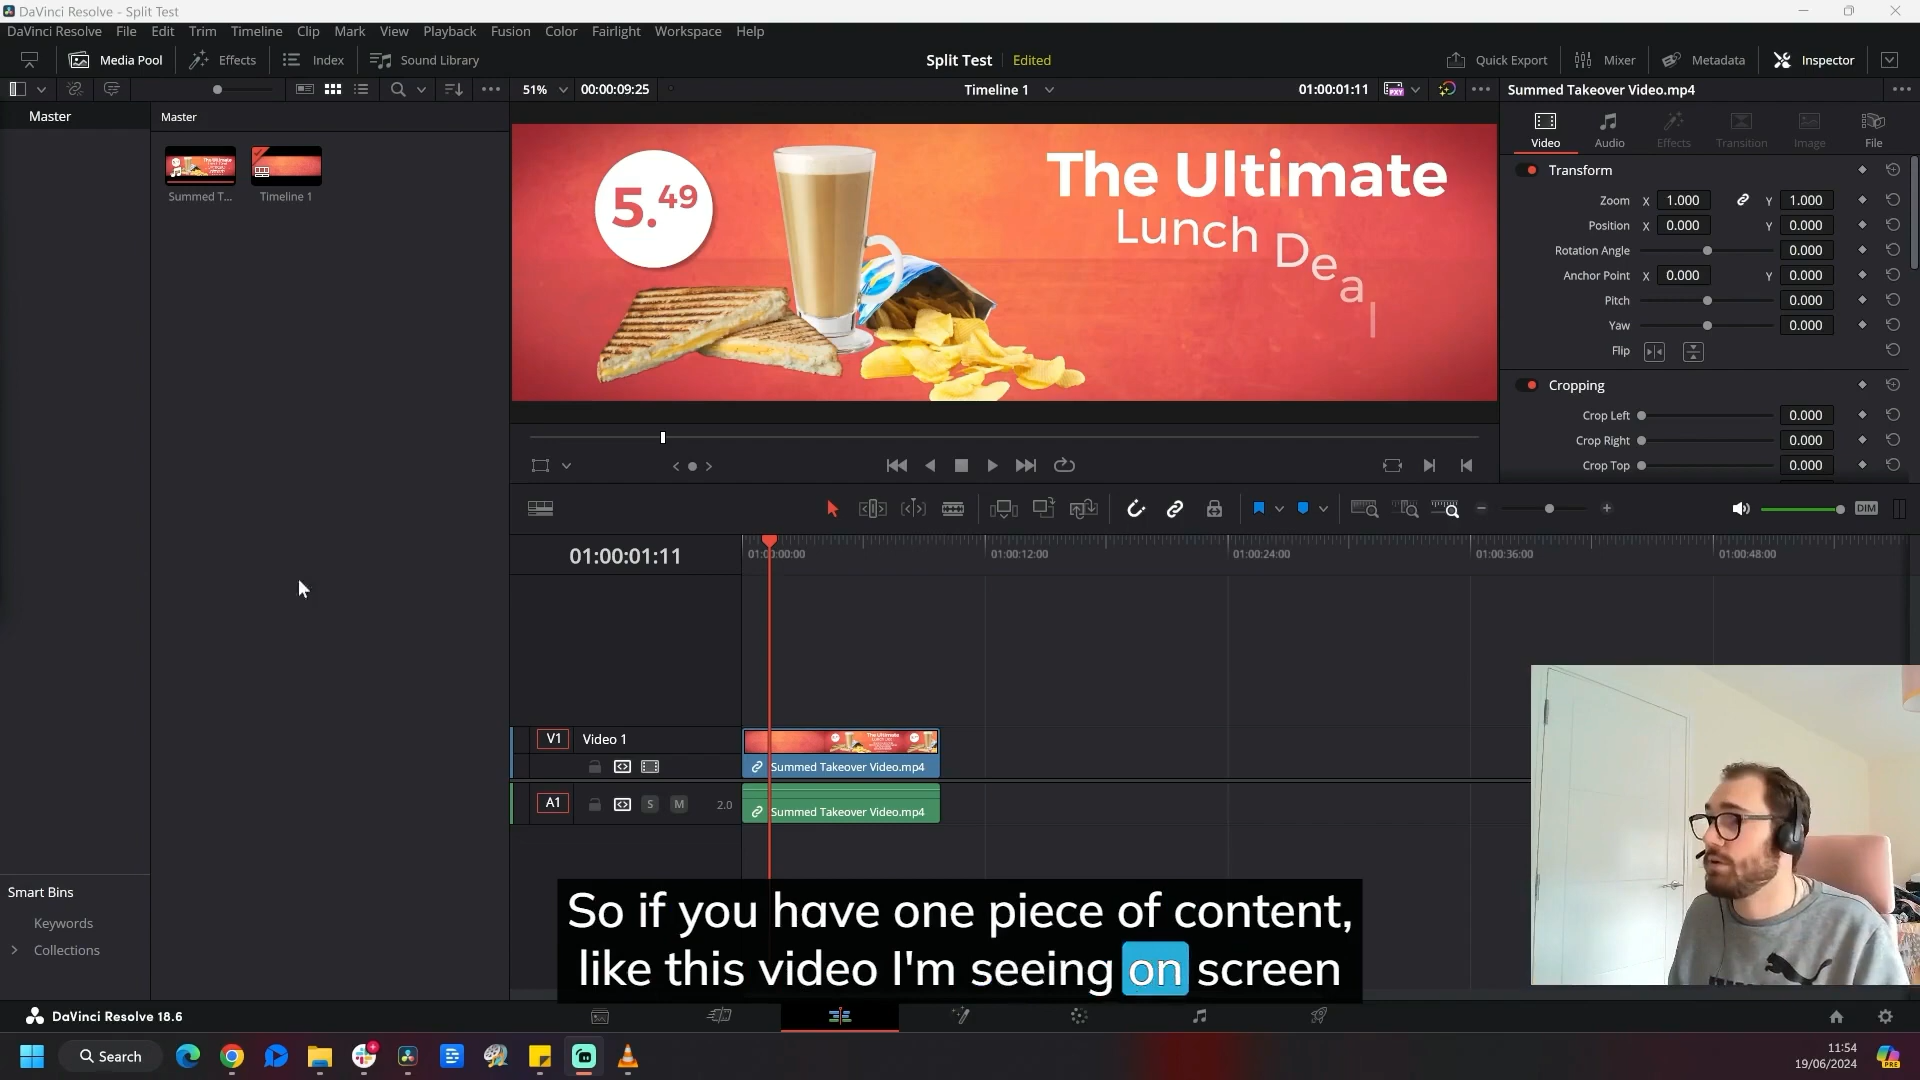 DaVinci Resolve - Split Test
DaVinci Resolve File Edit Trim Timeline Clip Mark View Playback Fusion Color Fairlight Workspace Help
Media Pool Effects Index Sound Library Split Test Edited Quick Export Mixer Metadata Inspector
51% 00:00:09:25 Timeline 1 01:00:01:11 Summed Takeover Video.mp4
Master
Master
Summed T...
Timeline 1
5.49
The Ultimate
Lunch Deal
Video Audio Effects Transition Image File
Transform
Zoom X 1.000 Y 1.000
Position X 0.000 Y 0.000
Rotation Angle 0.000
Anchor Point X 0.000 Y 0.000
Pitch 0.000
Yaw 0.000
Flip
Cropping
Crop Left 0.000
Crop Right 0.000
Crop Top 0.000
DIM
01:00:01:11
01:00:00:00 01:00:12:00 01:00:24:00 01:00:36:00 01:00:48:00
V1 Video 1
Summed Takeover Video.mp4
A1 S M 2.0
Summed Takeover Video.mp4
Smart Bins
Keywords
Collections
So if you have one piece of content,
like this video I'm seeing on screen
DaVinci Resolve 18.6
Search
11:54
19/06/2024